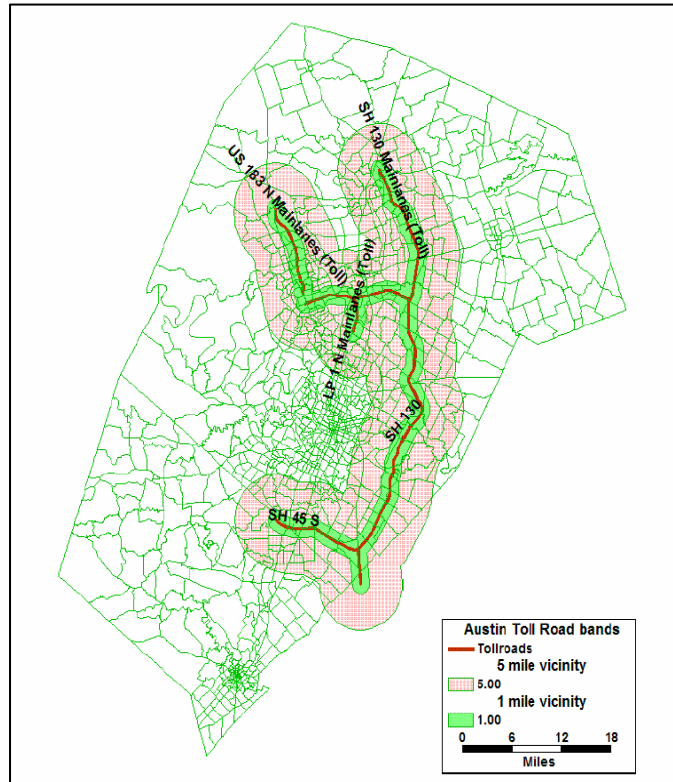 SH 130 Mainlanes (Toll)
US 183 N Mainlanes (Toll)
LP 1 N Mainlanes (Toll)
SH 130
SH 45 S
Austin Toll Road bands
Tollroads
5 mile vicinity
5.00
1 mile vicinity
1.00
0 6 12 18
Miles